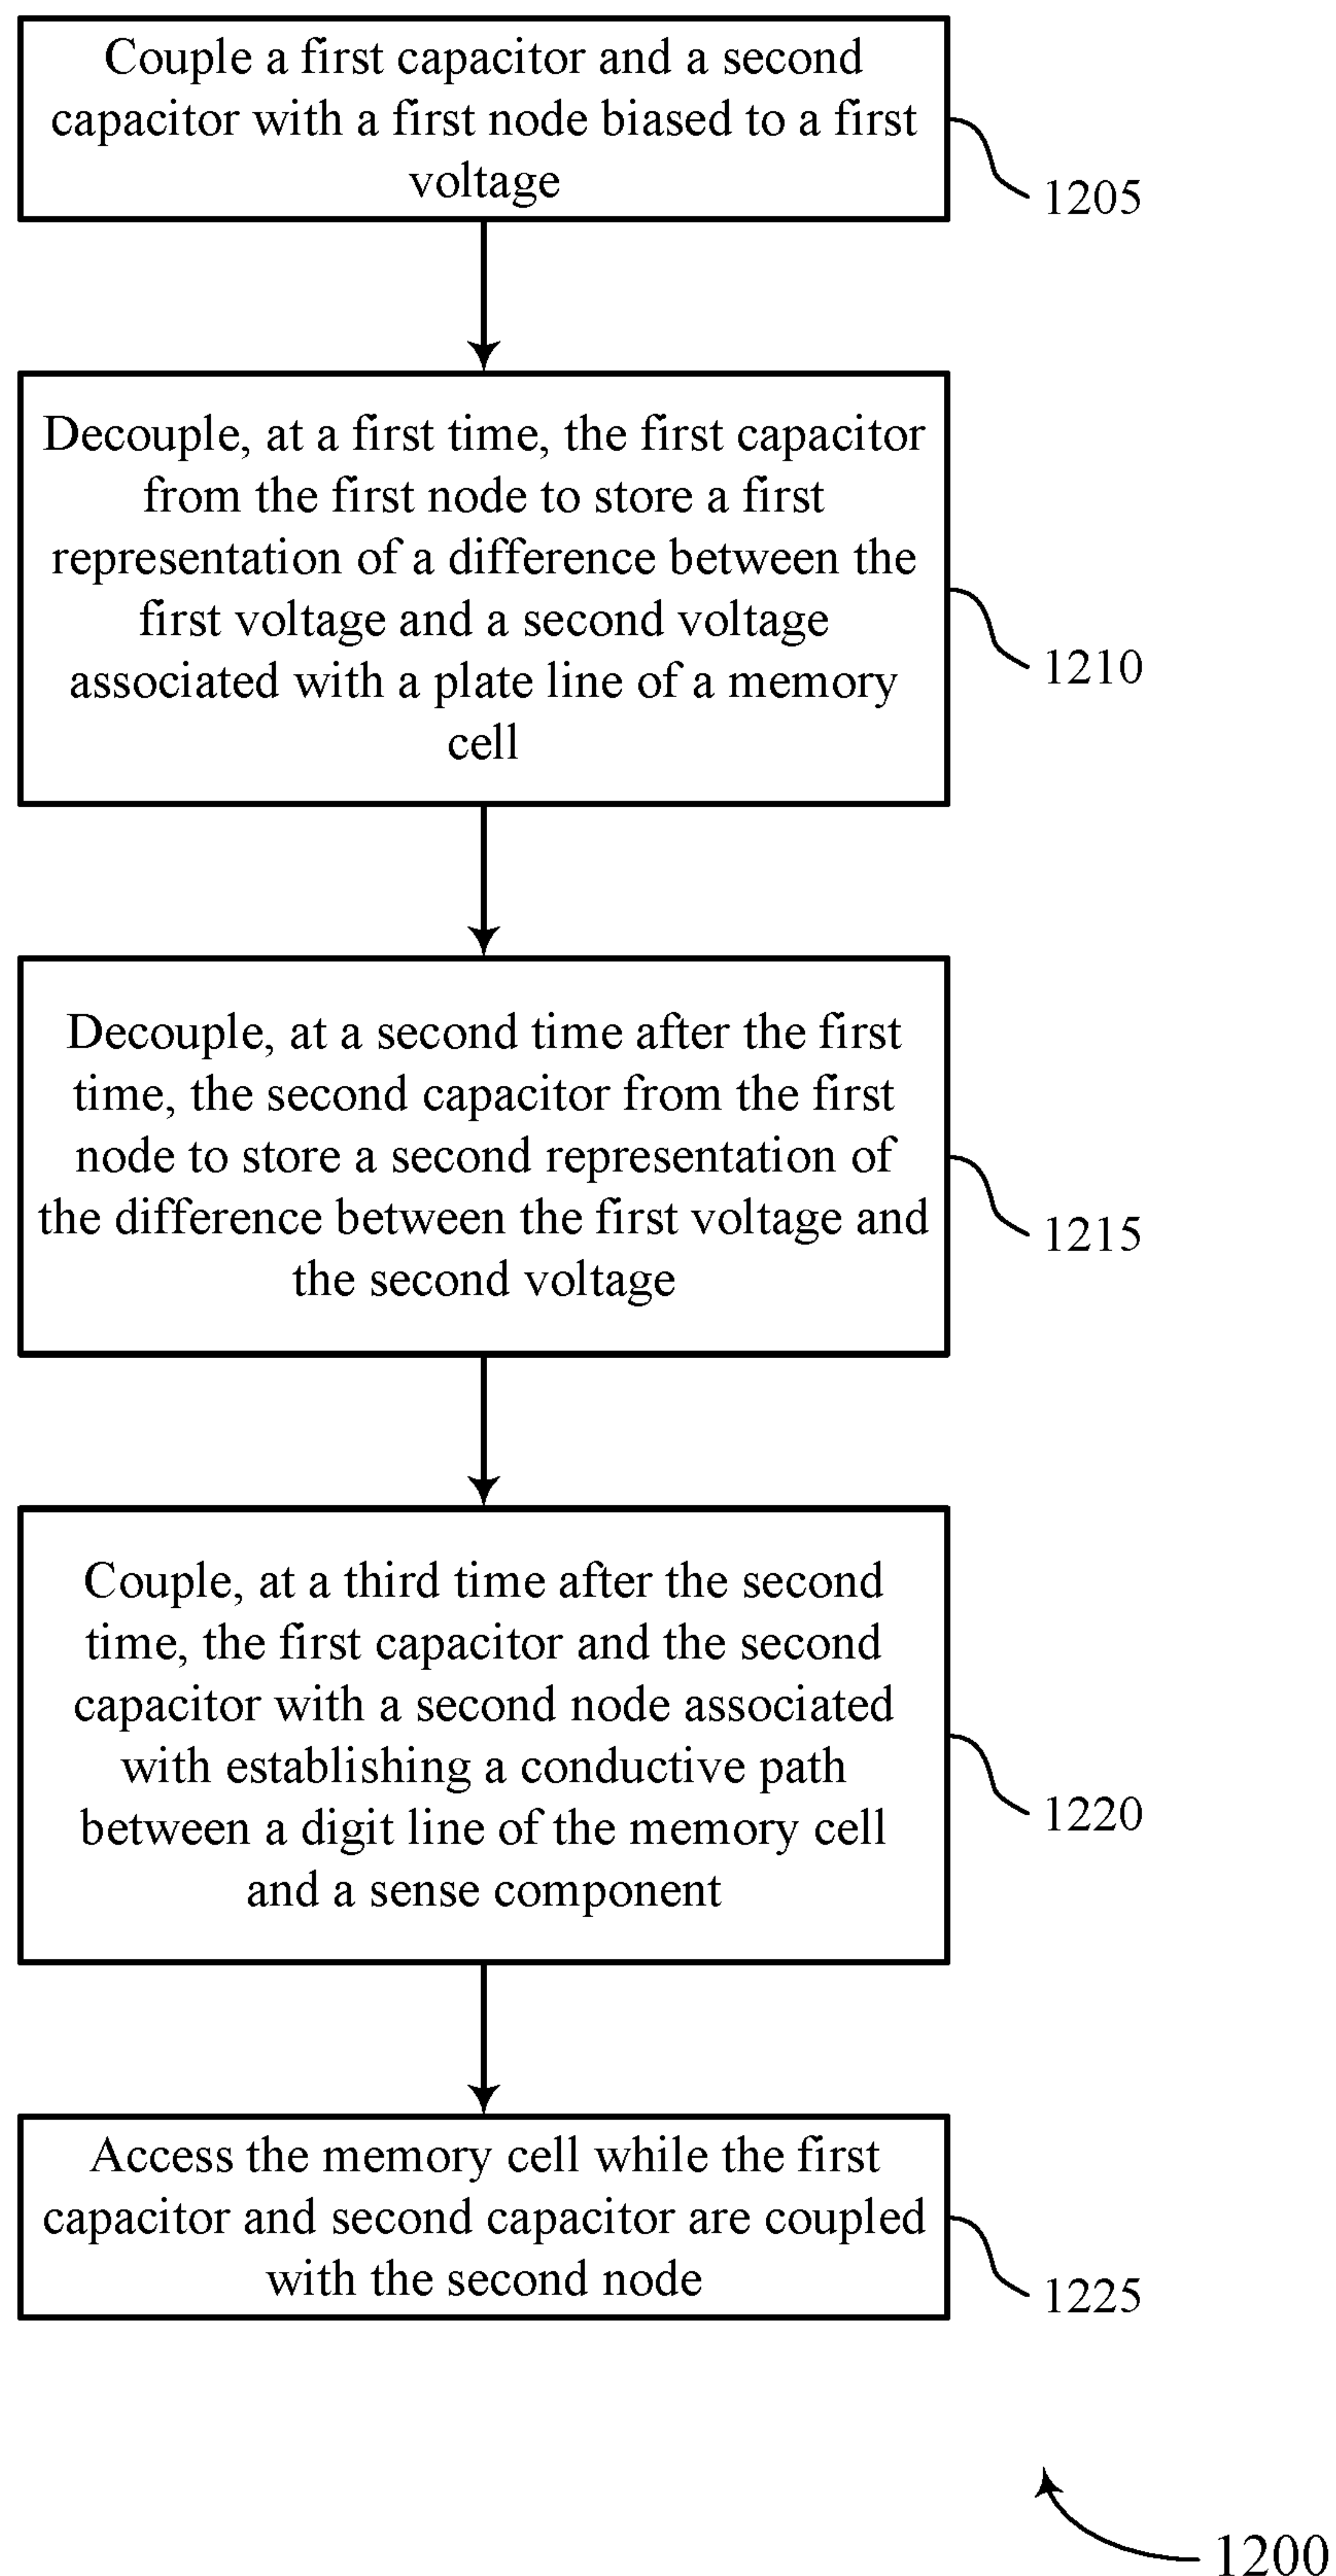 Couple a first capacitor and a second
capacitor with a first node biased to a first
voltage
1205
Decouple, at a first time, the first capacitor
from the first node to store a first
representation of a difference between the
first voltage and a second voltage
associated with a plate line of a memory
cell
1210
Decouple, at a second time after the first
time, the second capacitor from the first
node to store a second representation of
the difference between the first voltage and
the second voltage
1215
Couple, at a third time after the second
time, the first capacitor and the second
capacitor with a second node associated
with establishing a conductive path
between a digit line of the memory cell
and a sense component
1220
Access the memory cell while the first
capacitor and second capacitor are coupled
with the second node
1225
1200